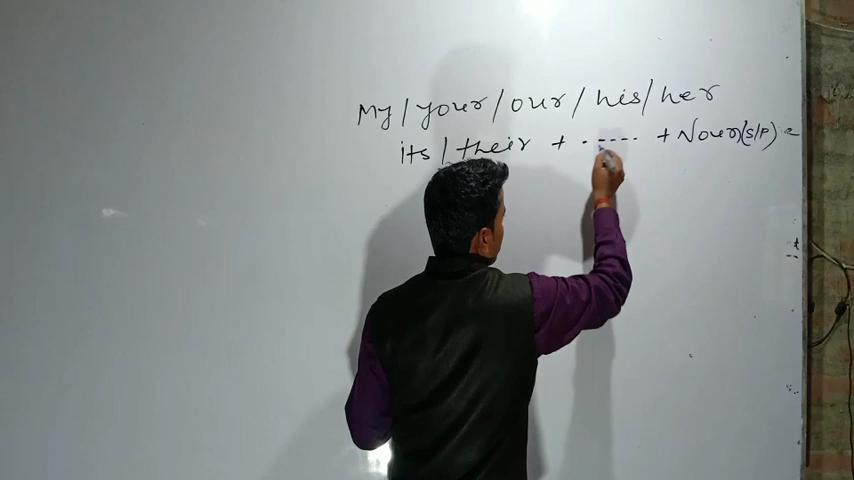 My/your/our/his/her
its/their + ..... + Noun(s/p)